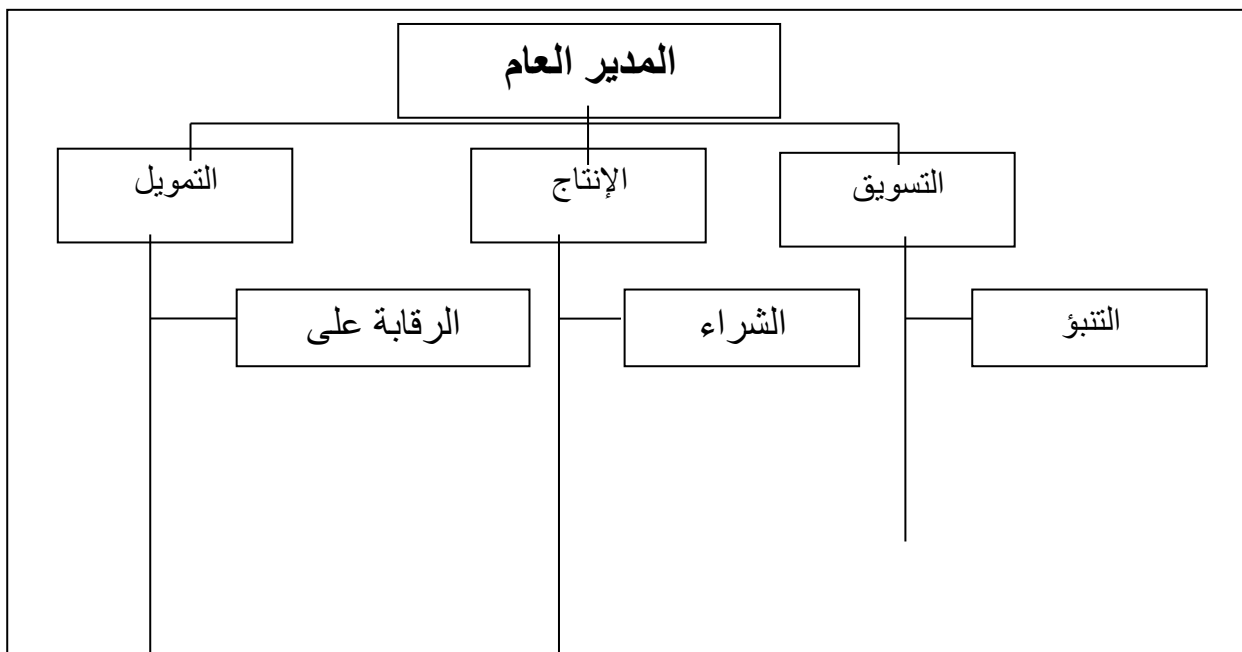 المدير العام
التسويق
الإنتاج
التمويل
التنبؤ
الشراء
الرقابة على